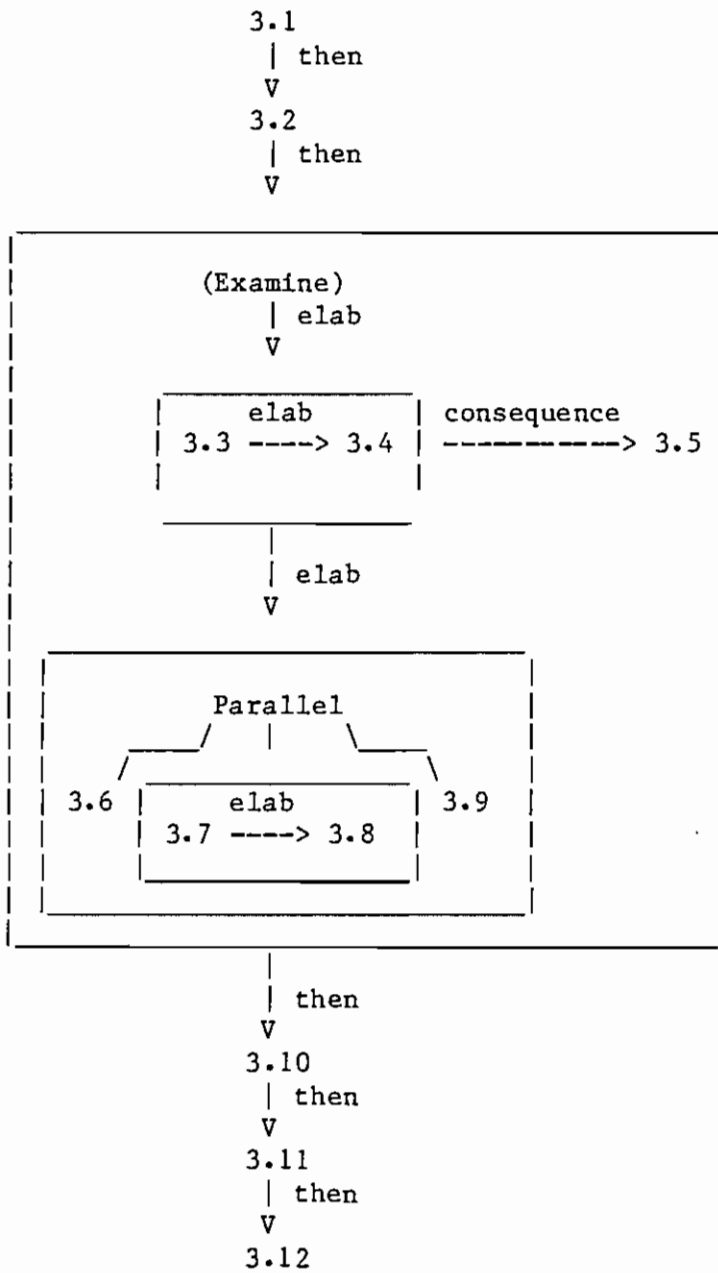 3.1
| then
V
3.2
| then
V
(Examine)
| elab
V
elab consequence
3.3 ----> 3.4 -----------> 3.5
| elab
V
Parallel
3.6 elab 3.9
3.7 ----> 3.8
| then
V
3.10
| then
V
3.11
| then
V
3.12